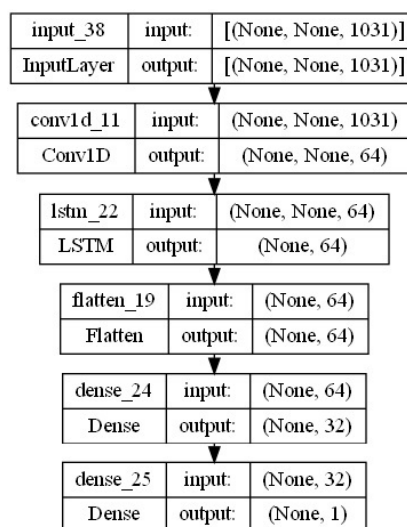 input_38 input: [(None, None, 1031)]
InputLayer output: [(None, None, 1031)]
conv1d_11 input: (None, None, 1031)
Conv1D output: (None, None, 64)
lstm_22 input: (None, None, 64)
LSTM output: (None, 64)
flatten_19 input: (None, 64)
Flatten output: (None, 64)
dense_24 input: (None, 64)
Dense output: (None, 32)
dense_25 input: (None, 32)
Dense output: (None, 1)